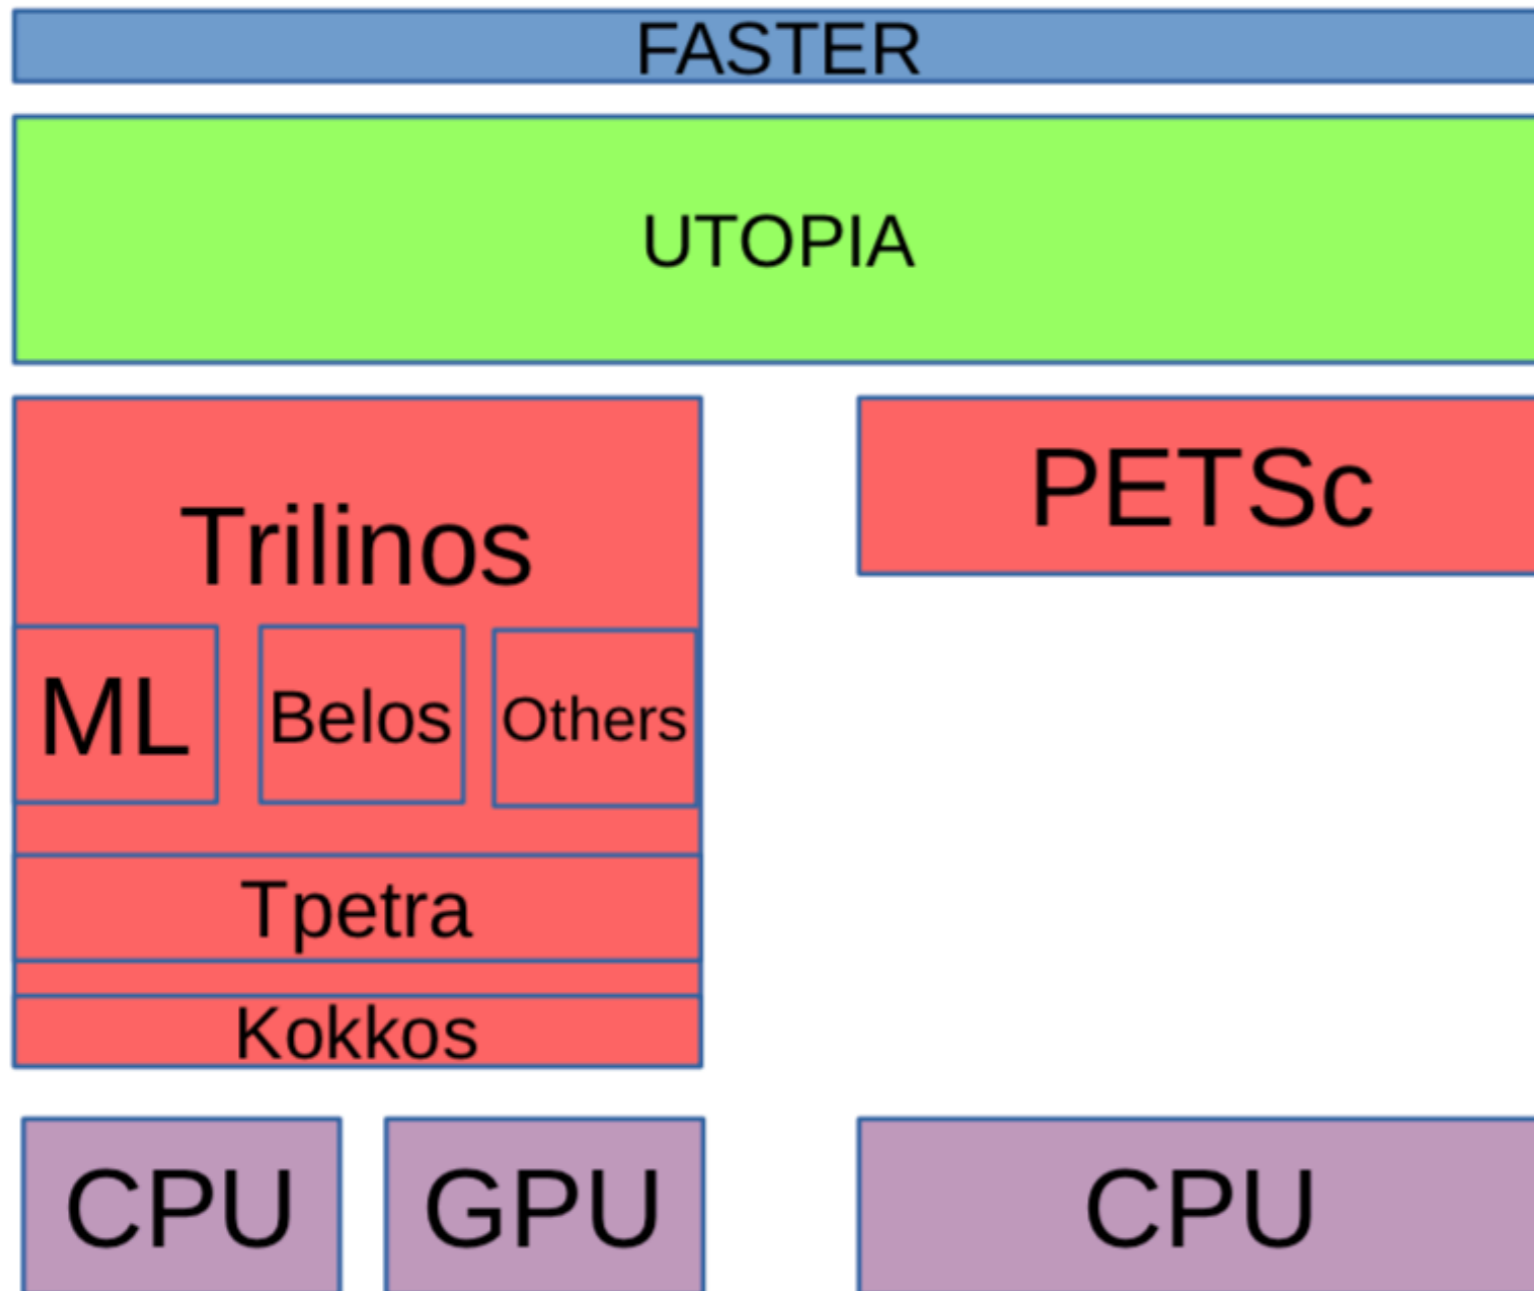 FASTER
UTOPIA
Trilinos
PETSc
ML
Belos
Others
Tpetra
Kokkos
CPU
GPU
CPU